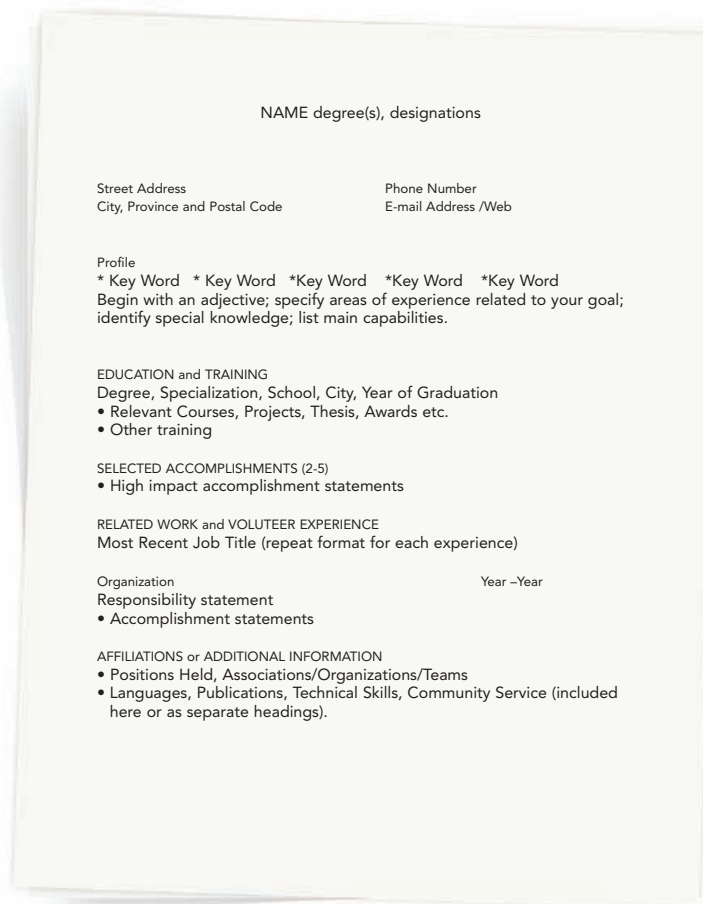 NAME degree(s), designations
Street Address Phone Number
City, Province and Postal Code E-mail Address /Web
Profile
* Key Word * Key Word *Key Word *Key Word *Key Word
Begin with an adjective; specify areas of experience related to your goal;
identify special knowledge; list main capabilities.
EDUCATION and TRAINING
Degree, Specialization, School, City, Year of Graduation
• Relevant Courses, Projects, Thesis, Awards etc.
• Other training
SELECTED ACCOMPLISHMENTS (2-5)
• High impact accomplishment statements
RELATED WORK and VOLUTEER EXPERIENCE
Most Recent Job Title (repeat format for each experience)
Organization Year –Year
Responsibility statement
• Accomplishment statements
AFFILIATIONS or ADDITIONAL INFORMATION
• Positions Held, Associations/Organizations/Teams
• Languages, Publications, Technical Skills, Community Service (included
here or as separate headings).